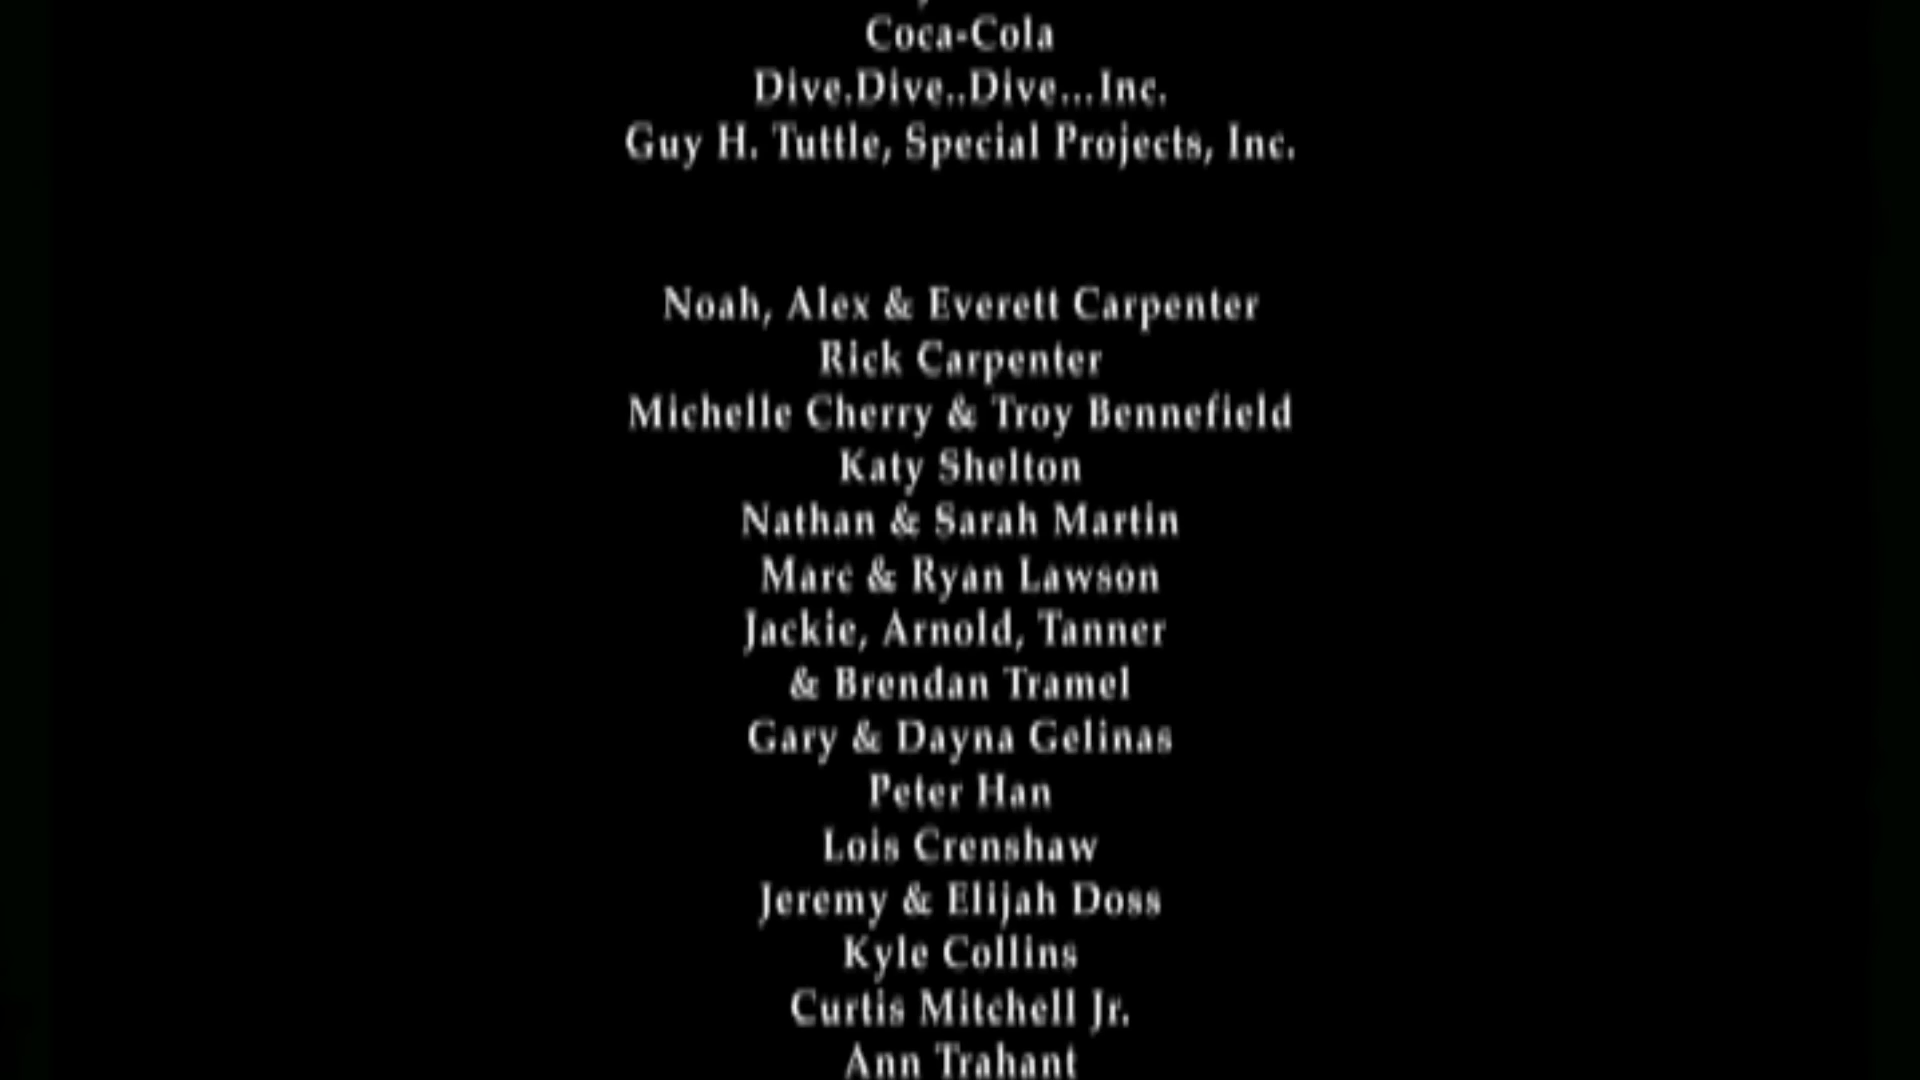 Coca-Cola
Dive.Dive..Dive...Inc.
Guy H. Tuttle, Special Projects, Inc.
Noah, Alex & Everett Carpenter
Rick Carpenter
Michelle Cherry & Troy Bennefield
Katy Shelton
Nathan & Sarah Martin
Marc & Ryan Lawson
Jackie, Arnold, Tanner
& Brendan Tramel
Gary & Dayna Gelinas
Peter Han
Lois Crenshaw
Jeremy & Elijah Doss
Kyle Collins
Curtis Mitchell Jr.
Ann Trahant